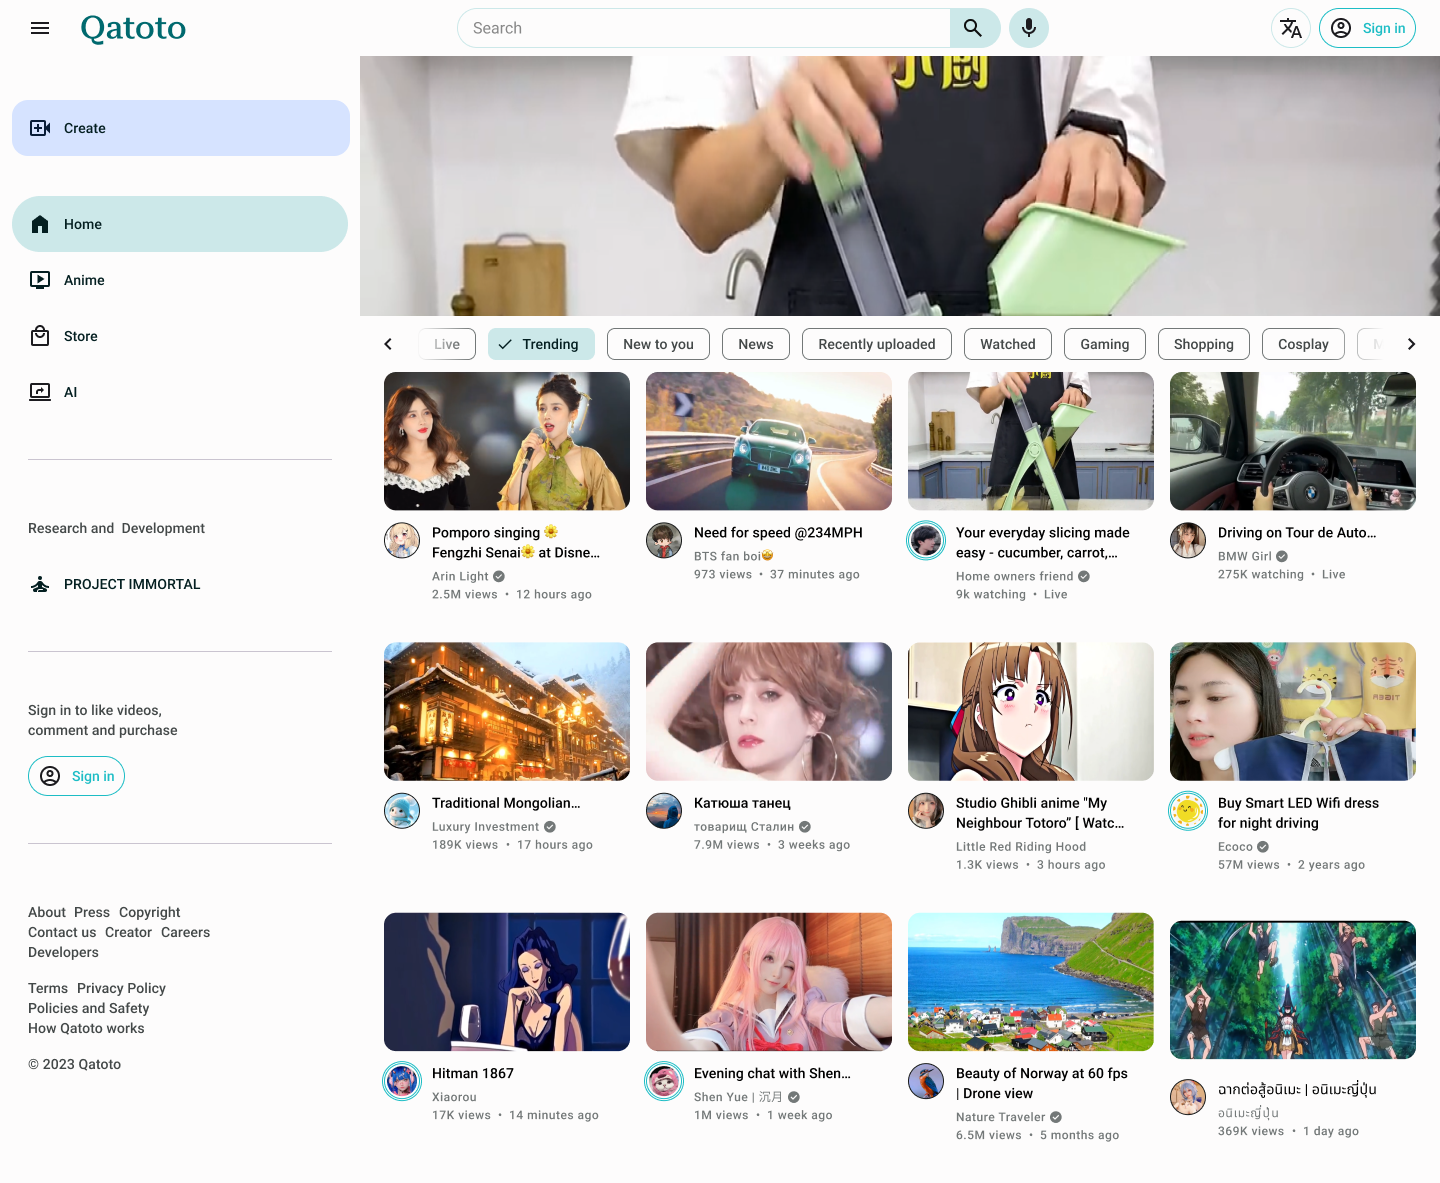 Qatoto
Search
Sign in
Create
Home
Anime
Store
AI
Research and Development
PROJECT IMMORTAL
Sign in to like videos,
comment and purchase
Sign in
About Press Copyright
Contact us Creator Careers
Developers
Terms Privacy Policy
Policies and Safety
How Qatoto works
© 2023 Qatoto
小厨
Live
Trending
New to you
News
Recently uploaded
Watched
Gaming
Shopping
Cosplay
Pomporo singing 🌼
Fengzhi Senai🌼 at Disne...
Arin Light
2.5M views • 12 hours ago
Need for speed @234MPH
BTS fan boi🤩
973 views • 37 minutes ago
Your everyday slicing made
easy - cucumber, carrot,...
Home owners friend
9k watching • Live
Driving on Tour de Auto...
BMW Girl
275K watching • Live
Traditional Mongolian...
Luxury Investment
189K views • 17 hours ago
Катюша танец
товарищ Сталин
7.9M views • 3 weeks ago
Studio Ghibli anime "My
Neighbour Totoro” [ Watc...
Little Red Riding Hood
1.3K views • 3 hours ago
TIGER
Buy Smart LED Wifi dress
for night driving
Ecoco
57M views • 2 years ago
Hitman 1867
Xiaorou
17K views • 14 minutes ago
Evening chat with Shen...
Shen Yue | 沉月
1M views • 1 week ago
Beauty of Norway at 60 fps
| Drone view
Nature Traveler
6.5M views • 5 months ago
ฉากต่อสู้อนิเมะ | อนิเมะญี่ปุ่น
อนิเมะญี่ปุ่น
369K views • 1 day ago